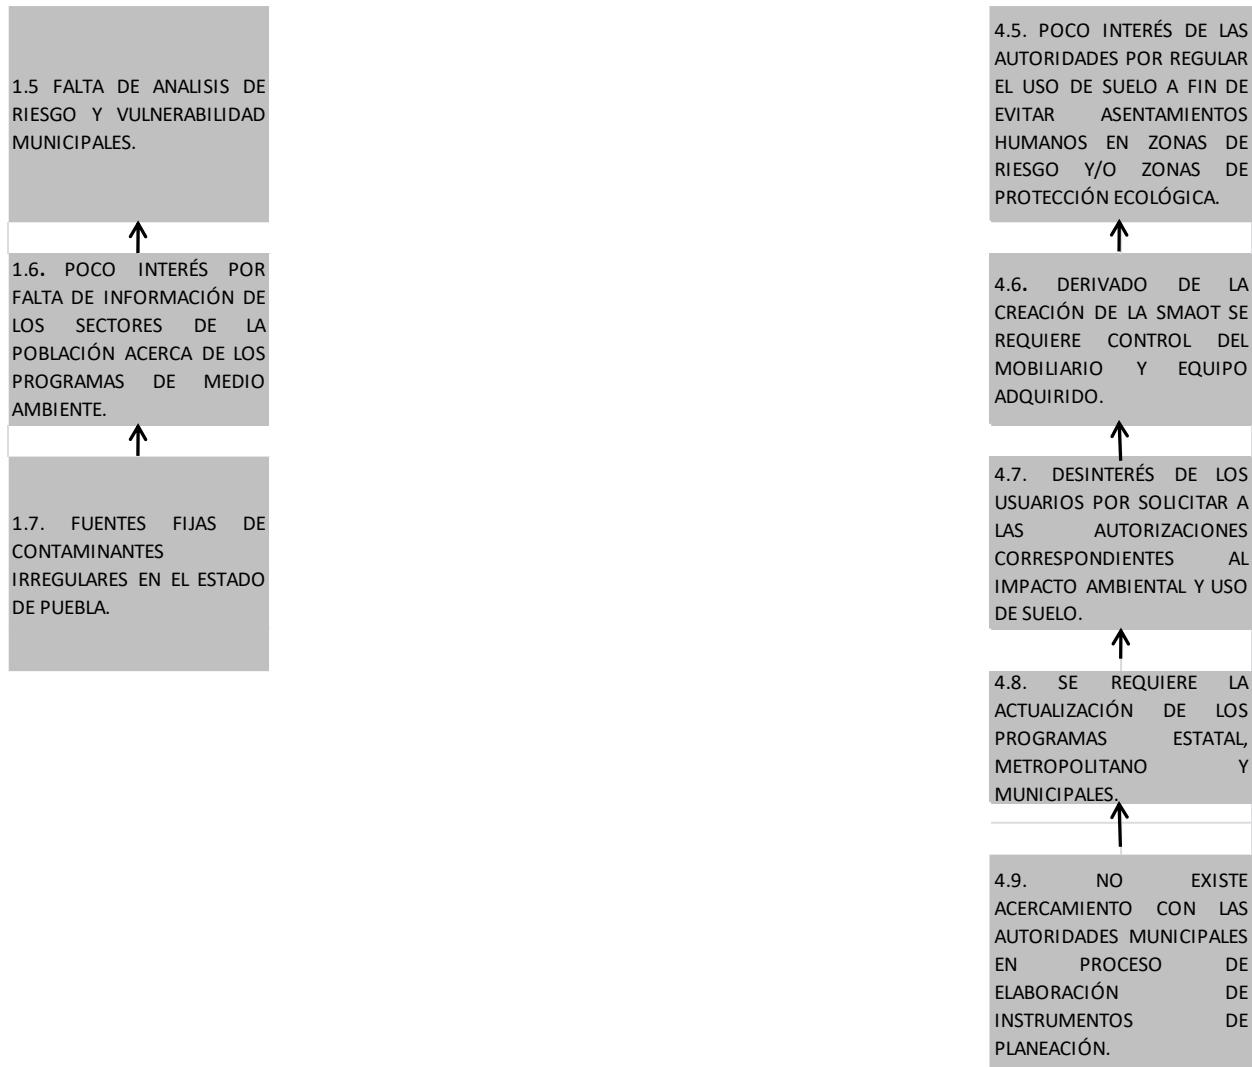 1.5 FALTA DE ANALISIS DE
RIESGO Y VULNERABILIDAD
MUNICIPALES.
1.6. POCO INTERÉS POR
FALTA DE INFORMACIÓN DE
LOS SECTORES DE LA
POBLACIÓN ACERCA DE LOS
PROGRAMAS DE MEDIO
AMBIENTE.
1.7. FUENTES FIJAS DE
CONTAMINANTES
IRREGULARES EN EL ESTADO
DE PUEBLA.
4.5. POCO INTERÉS DE LAS
AUTORIDADES POR REGULAR
EL USO DE SUELO A FIN DE
EVITAR ASENTAMIENTOS
HUMANOS EN ZONAS DE
RIESGO Y/O ZONAS DE
PROTECCIÓN ECOLÓGICA.
4.6. DERIVADO DE LA
CREACIÓN DE LA SMAOT SE
REQUIERE CONTROL DEL
MOBILIARIO Y EQUIPO
ADQUIRIDO.
4.7. DESINTERÉS DE LOS
USUARIOS POR SOLICITAR A
LAS AUTORIZACIONES
CORRESPONDIENTES AL
IMPACTO AMBIENTAL Y USO
DE SUELO.
4.8. SE REQUIERE LA
ACTUALIZACIÓN DE LOS
PROGRAMAS ESTATAL,
METROPOLITANO Y
MUNICIPALES.
4.9. NO EXISTE
ACERCAMIENTO CON LAS
AUTORIDADES MUNICIPALES
EN PROCESO DE
ELABORACIÓN DE
INSTRUMENTOS DE
PLANEACIÓN.